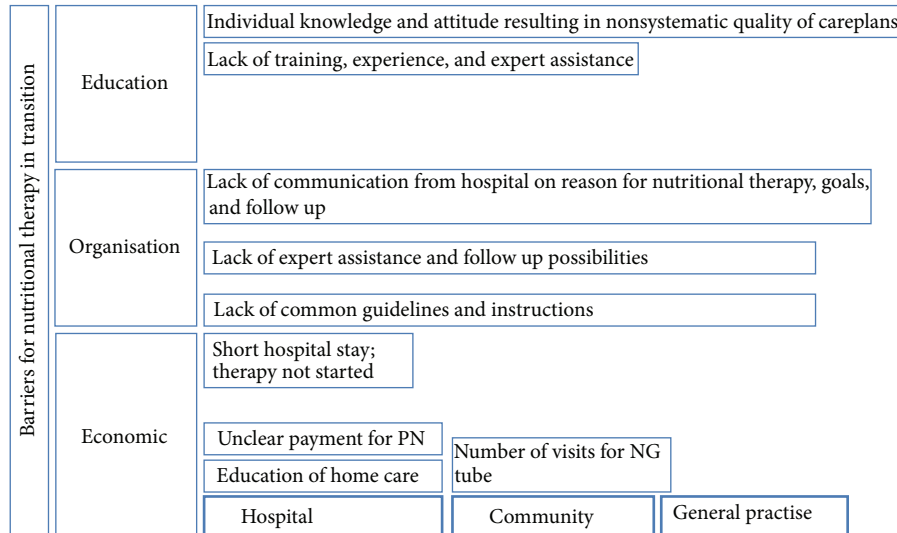 Barriers for nutritional therapy in transition
Education
Individual knowledge and attitude resulting in nonsystematic quality of careplans
Lack of training, experience, and expert assistance
Organisation
Lack of communication from hospital on reason for nutritional therapy, goals,
and follow up
Lack of expert assistance and follow up possibilities
Lack of common guidelines and instructions
Economic
Short hospital stay;
therapy not started
Unclear payment for PN
Education of home care
Number of visits for NG
tube
Hospital
Community
General practise